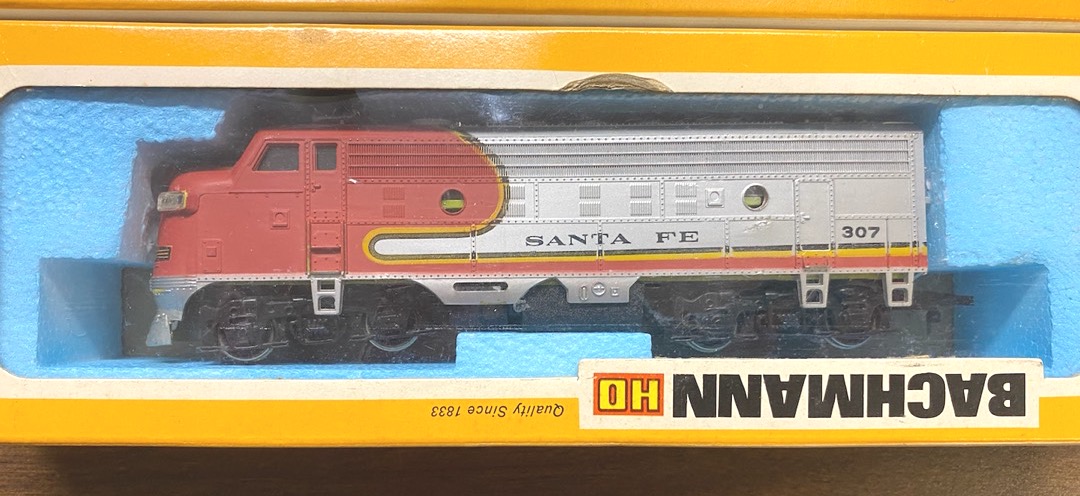 SANTA FE
307
BACHMANN HO
Quality Since 1833